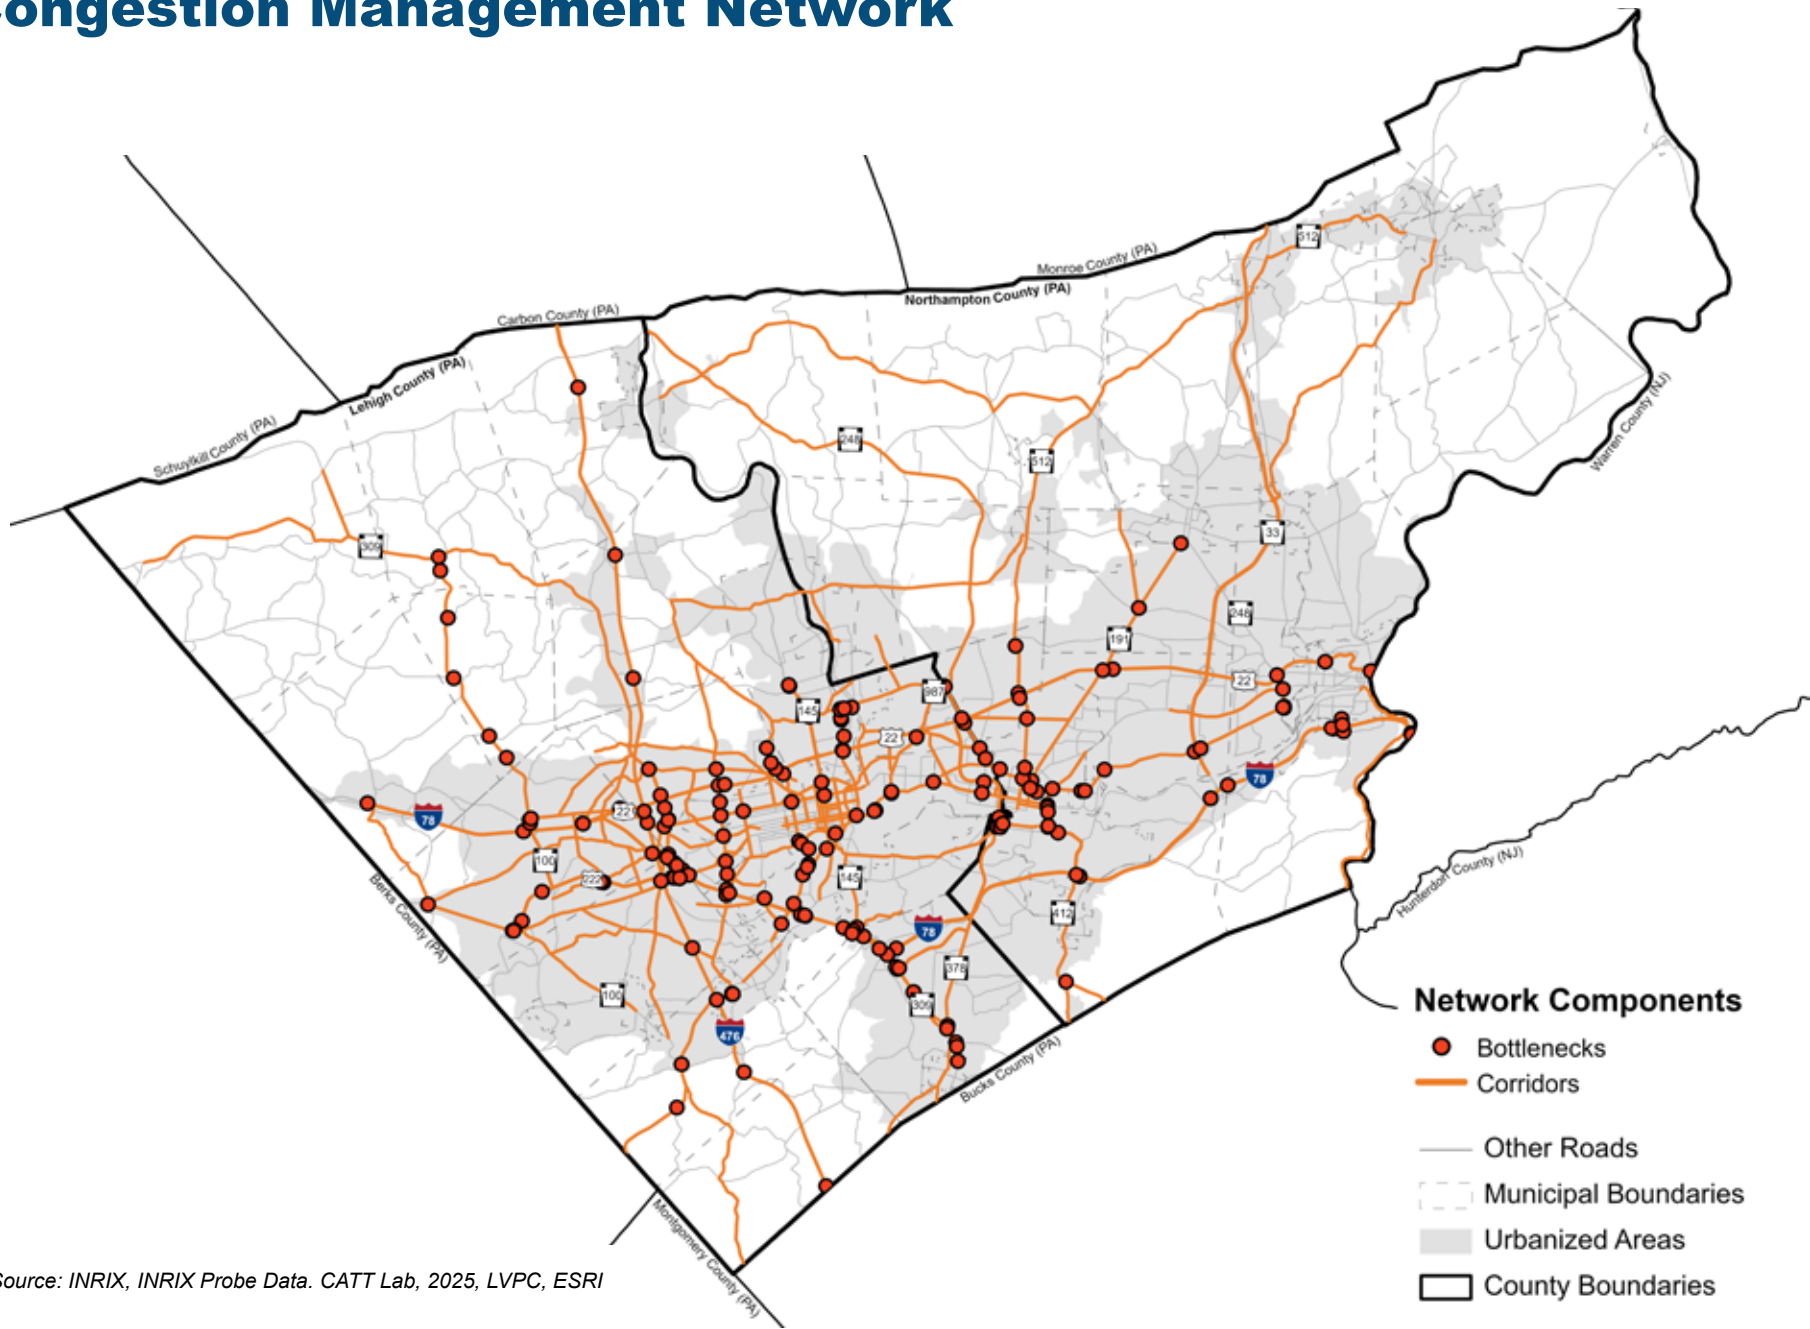 ongestion Management Network
512
Monroe County (PA)
Northampton County (PA)
Carbon County (PA)
Lehigh County (PA)
Schuylkill County (PA)
Warren County (NJ)
248
512
33
309
248
191
22
987
145
22
78
78
22
100
222
145
Berks County (PA)
Hunterdon County (NJ)
412
78
378
100
309
476
Bucks County (PA)
Montgomery County (PA)
Network Components
Bottlenecks
Corridors
Other Roads
Municipal Boundaries
Urbanized Areas
County Boundaries
Source: INRIX, INRIX Probe Data. CATT Lab, 2025, LVPC, ESRI